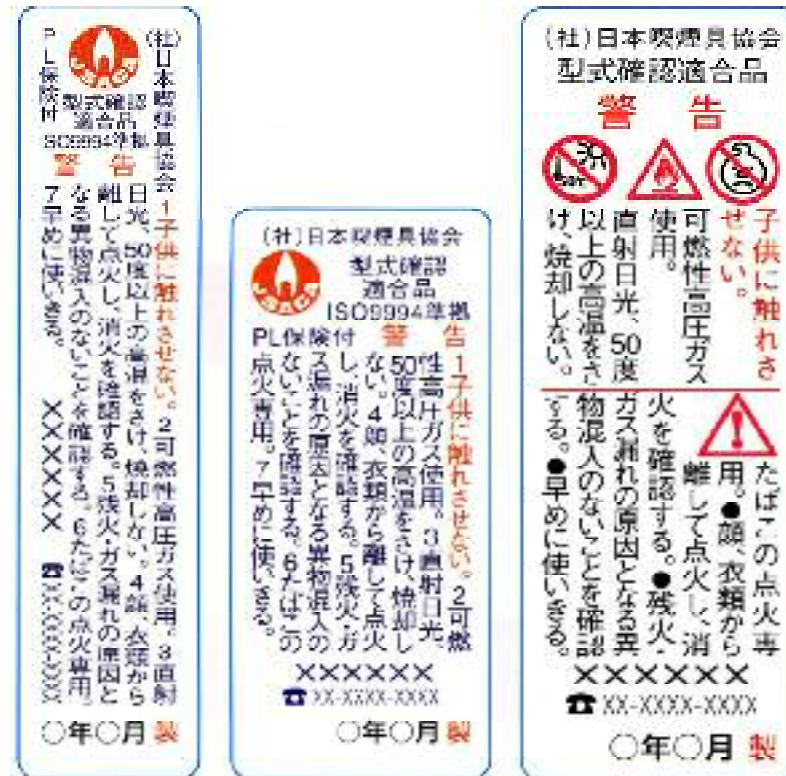 (社)日本喫煙具協会
PL保険付
JSACA
型式確認
適合品
ISO9994準拠
警告
1子供に触れさせない。2可燃性高圧ガス使用。3直射
日光、50度以上の高温をさけ、焼却しない。4顔、衣類から
離して点火し、消火を確認する。5残火・ガス漏れの原因と
なる異物混入のないことを確認する。6たばこの点火専用。
7早めに使いきる。
×××××× ☎XX-XXXX-XXXX
○年○月 製
(社)日本喫煙具協会
JSACA
型式確認
適合品
ISO9994準拠
PL保険付 警告
1子供に触れさせない。2可燃
性高圧ガス使用。3直射日光、
50度以上の高温をさけ、焼却し
ない。4顔、衣類から離して点火
し、消火を確認する。5残火・ガ
ス漏れの原因となる異物混入の
ないことを確認する。6たばこの
点火専用。7早めに使いきる。
××××××
☎XX-XXXX-XXXX
○年○月 製
(社)日本喫煙具協会
型式確認適合品
警告
子供に触れさ
せない。
可燃性高圧ガス
使用。
直射日光、50度
以上の高温をさ
け、焼却しない。
たばこの点火専
用。●顔、衣類から
離して点火し、消
火を確認する。●残火・
ガス漏れの原因となる異
物混入のないことを確認
する。●早めに使いきる。
××××××
☎XX-XXXX-XXXX
○年○月 製